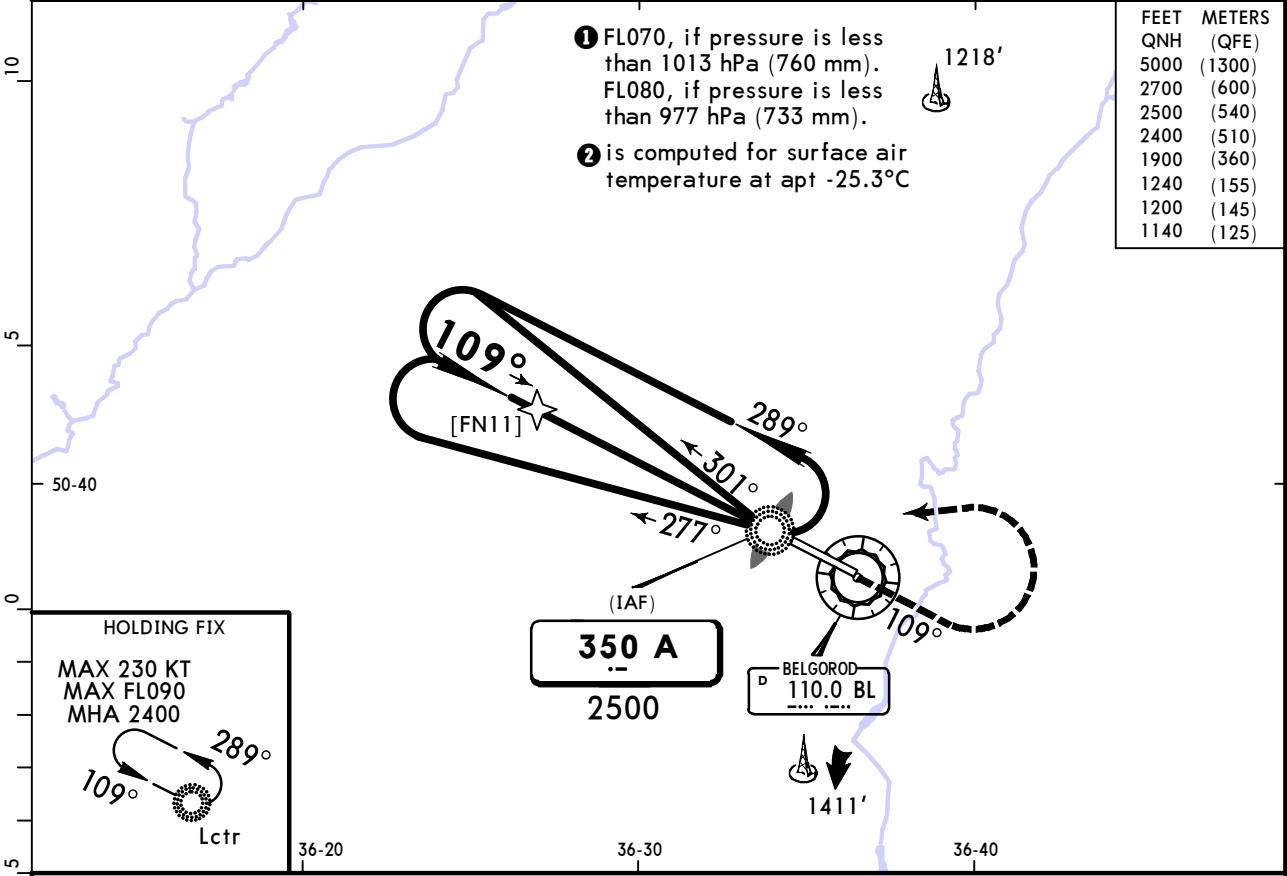 ❶ FL070, if pressure is less
than 1013 hPa (760 mm).
FL080, if pressure is less
than 977 hPa (733 mm).
❷ is computed for surface air
temperature at apt -25.3°C
1218'
FEET METERS
QNH (QFE)
5000 (1300)
2700 (600)
2500 (540)
2400 (510)
1900 (360)
1240 (155)
1200 (145)
1140 (125)
10
5
0
5
50-40
109°
[FN11]
289°
301°
277°
(IAF)
350 A
2500
109°
BELGOROD
D 110.0 BL
1411'
HOLDING FIX
MAX 230 KT
MAX FL090
MHA 2400
289°
109°
Lctr
36-20
36-30
36-40